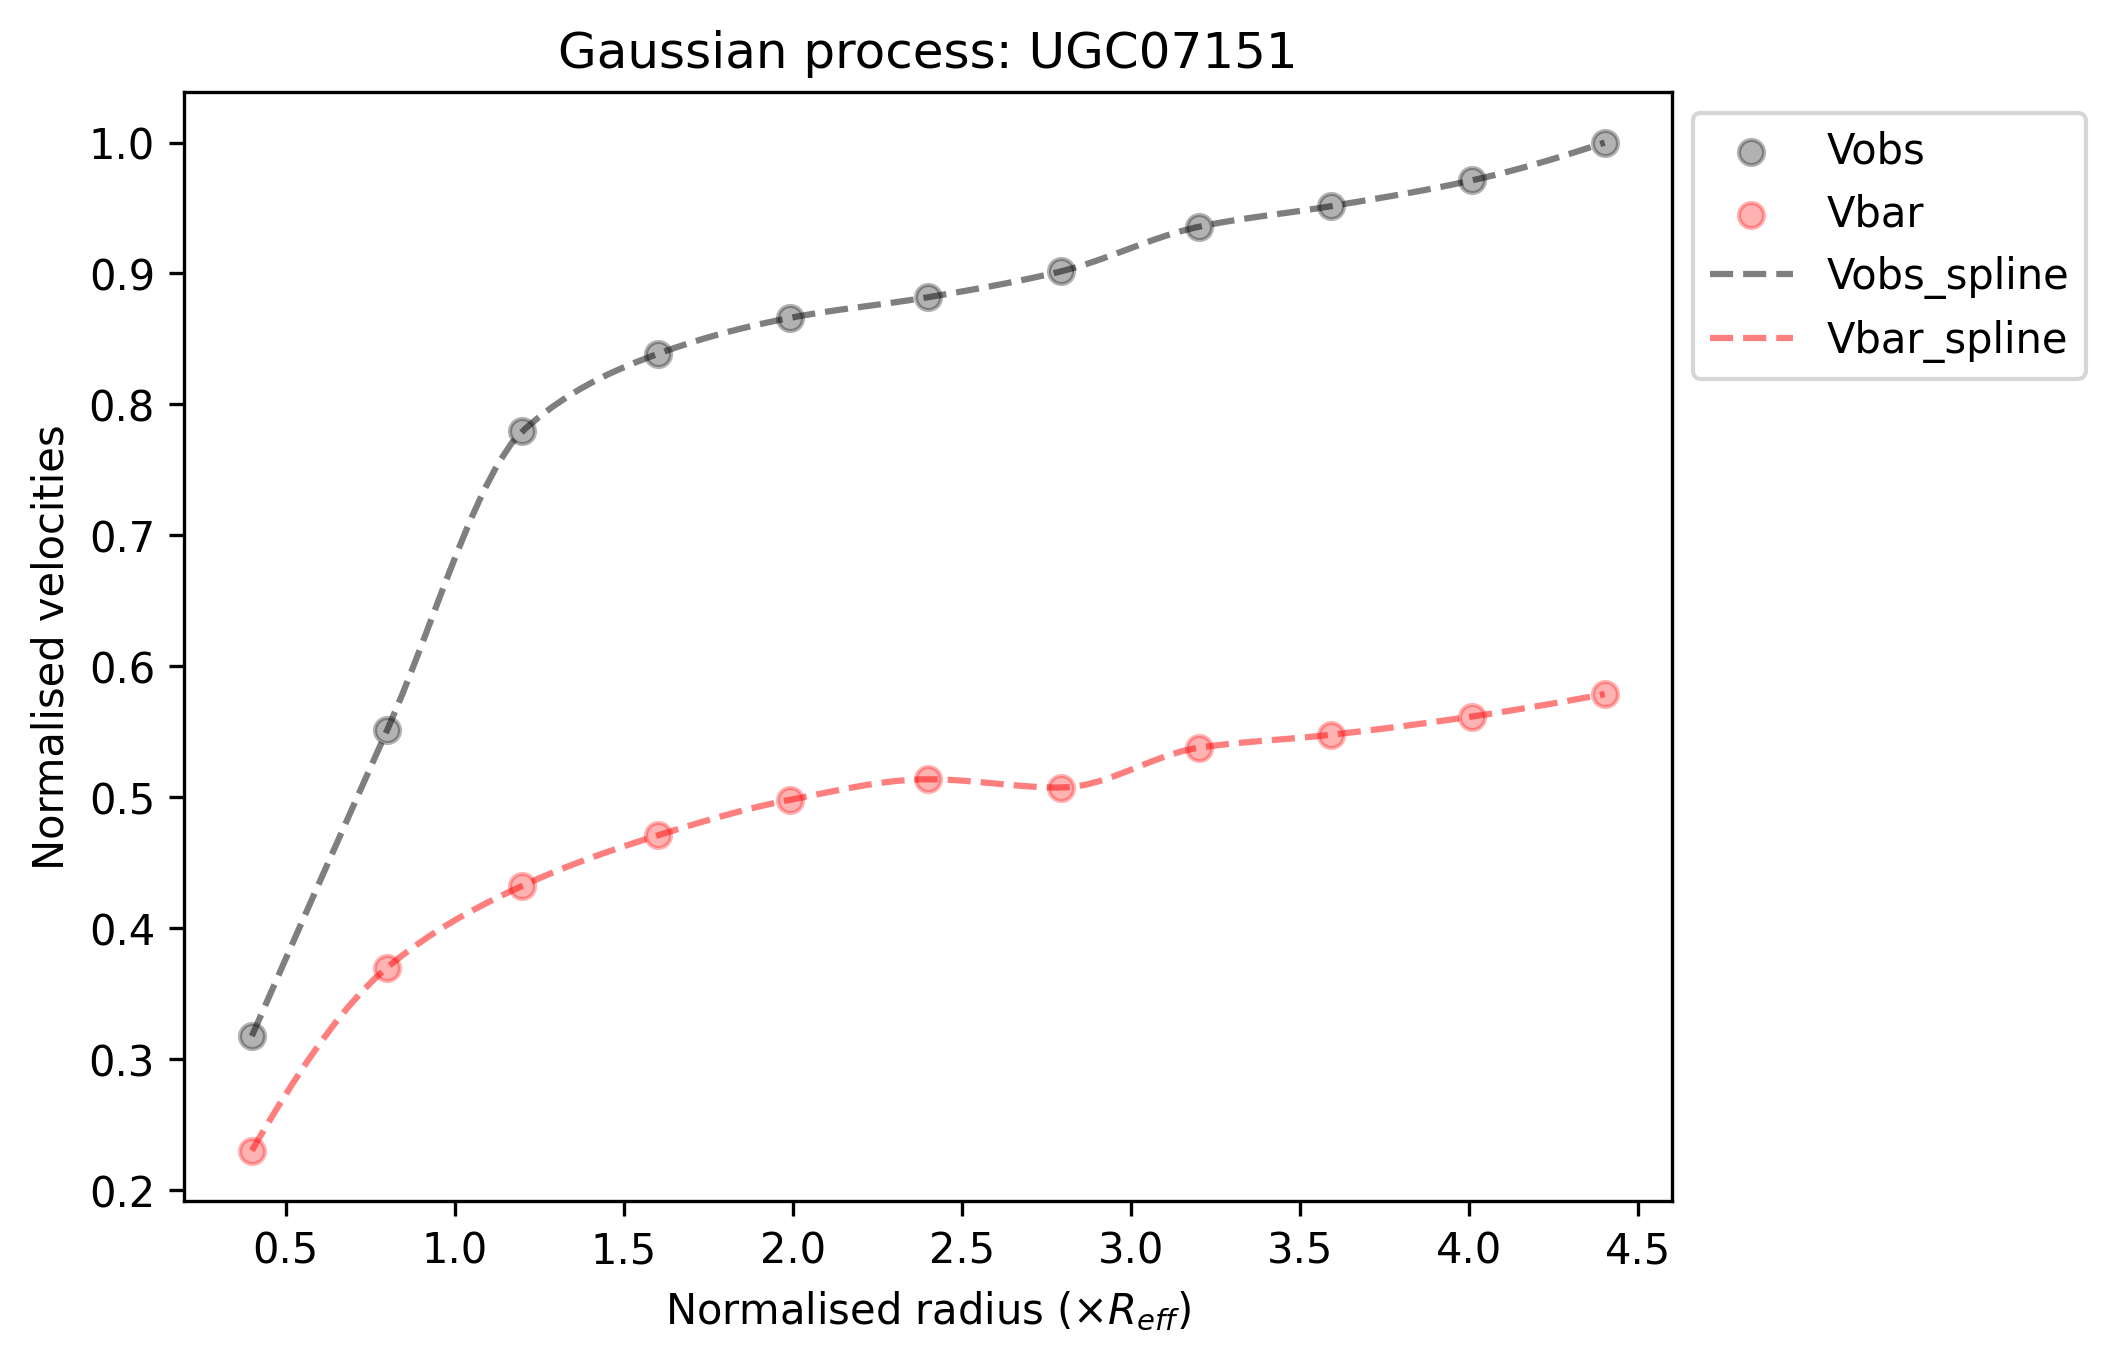 Gaussian process: UGC07151
Normalised velocities
1.0
0.9
0.8
0.7
0.6
0.5
0.4
0.3
0.2
0.5 1.0 1.5 2.0 2.5 3.0 3.5 4.0 4.5
Normalised radius (×R_eff)
Vobs
Vbar
Vobs_spline
Vbar_spline